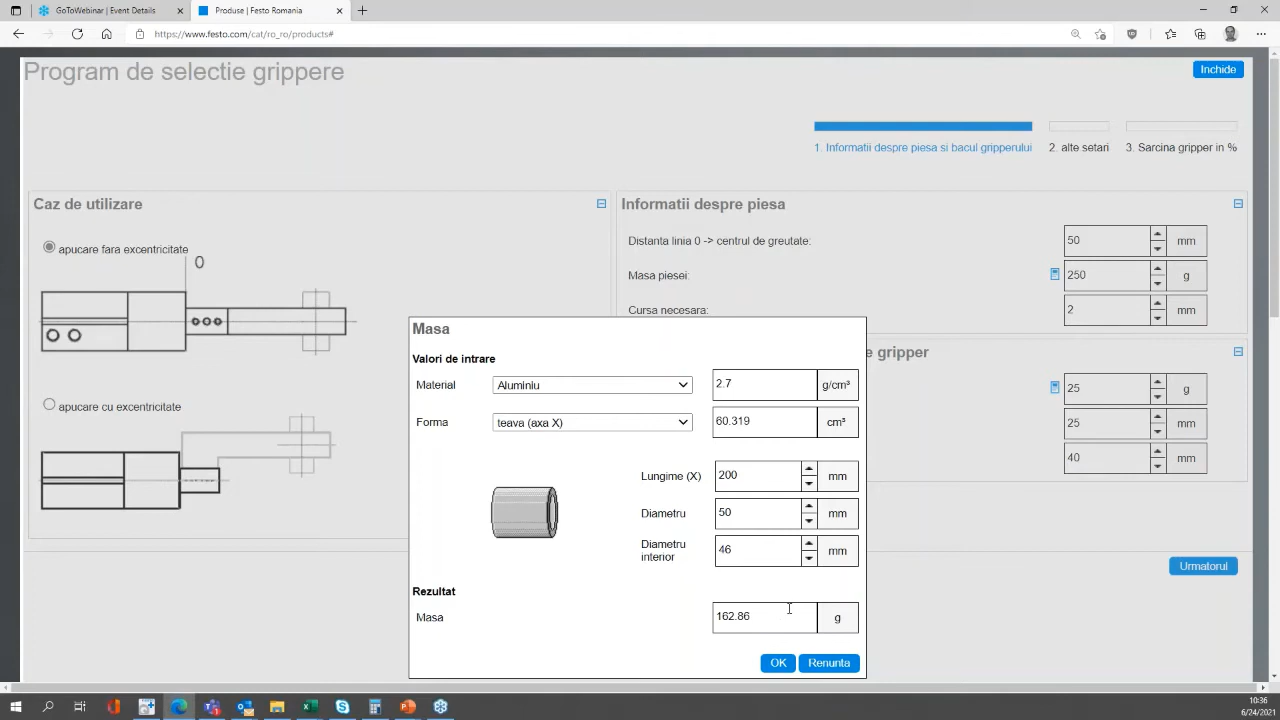 GoToWebinar | Event Details
Produse | Festo Romania
https://www.festo.com/cat/ro_ro/products#
Program de selectie grippere
Inchide
1. Informatii despre piesa si bacul gripperului
2. alte setari
3. Sarcina gripper in %
Caz de utilizare
apucare fara excentricitate
0
apucare cu excentricitate
Informatii despre piesa
Distanta linia 0 -> centrul de greutate:
50 mm
Masa piesei:
250 g
Cursa necesara:
2 mm
e gripper
25 g
25 mm
40 mm
Urmatorul
Masa
Valori de intrare
Material Aluminiu 2.7 g/cm³
Forma teava (axa X) 60.319 cm³
Lungime (X) 200 mm
Diametru 50 mm
Diametru
interior
46 mm
Rezultat
Masa 162.86 g
OK Renunta
10:36
6/24/2021